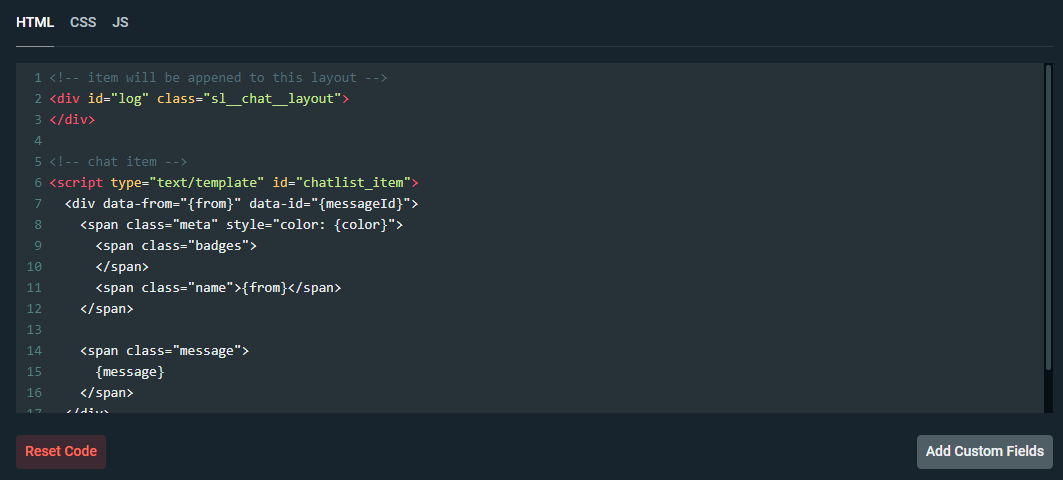 HTML CSS JS
1 <!-- item will be appened to this layout -->
2 <div id="log" class="sl__chat__layout">
3 </div>
4
5 <!-- chat item -->
6 <script type="text/template" id="chatlist_item">
7   <div data-from="{from}" data-id="{messageId}">
8     <span class="meta" style="color: {color}">
9       <span class="badges">
10       </span>
11       <span class="name">{from}</span>
12     </span>
13
14     <span class="message">
15       {message}
16     </span>
17   </div>
Reset Code Add Custom Fields